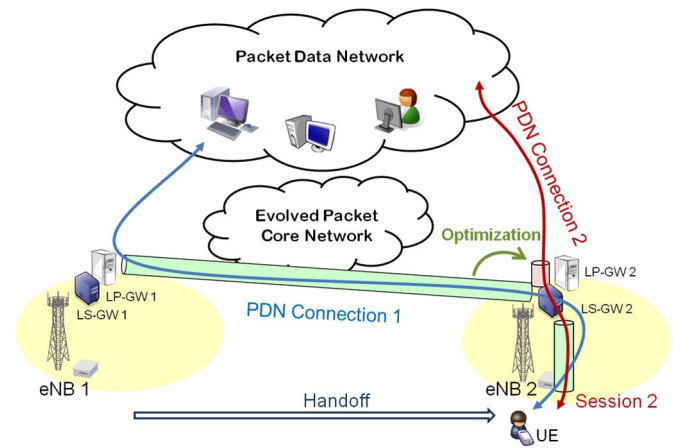 Packet Data Network
PDN Connection 2
Evolved Packet
Core Network
Optimization
LP-GW 1
LS-GW 1
LP-GW 2
LS-GW 2
PDN Connection 1
eNB 1
eNB 2
Handoff
Session 2
UE